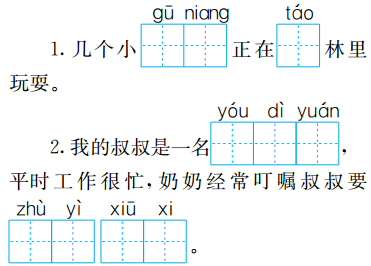 gū niang táo
1. 几个小 正在 林里
玩耍。
yóu dì yuán
2. 我的叔叔是一名 ，
平时工作很忙，奶奶经常叮嘱叔叔要
zhù yì xiū xi
。